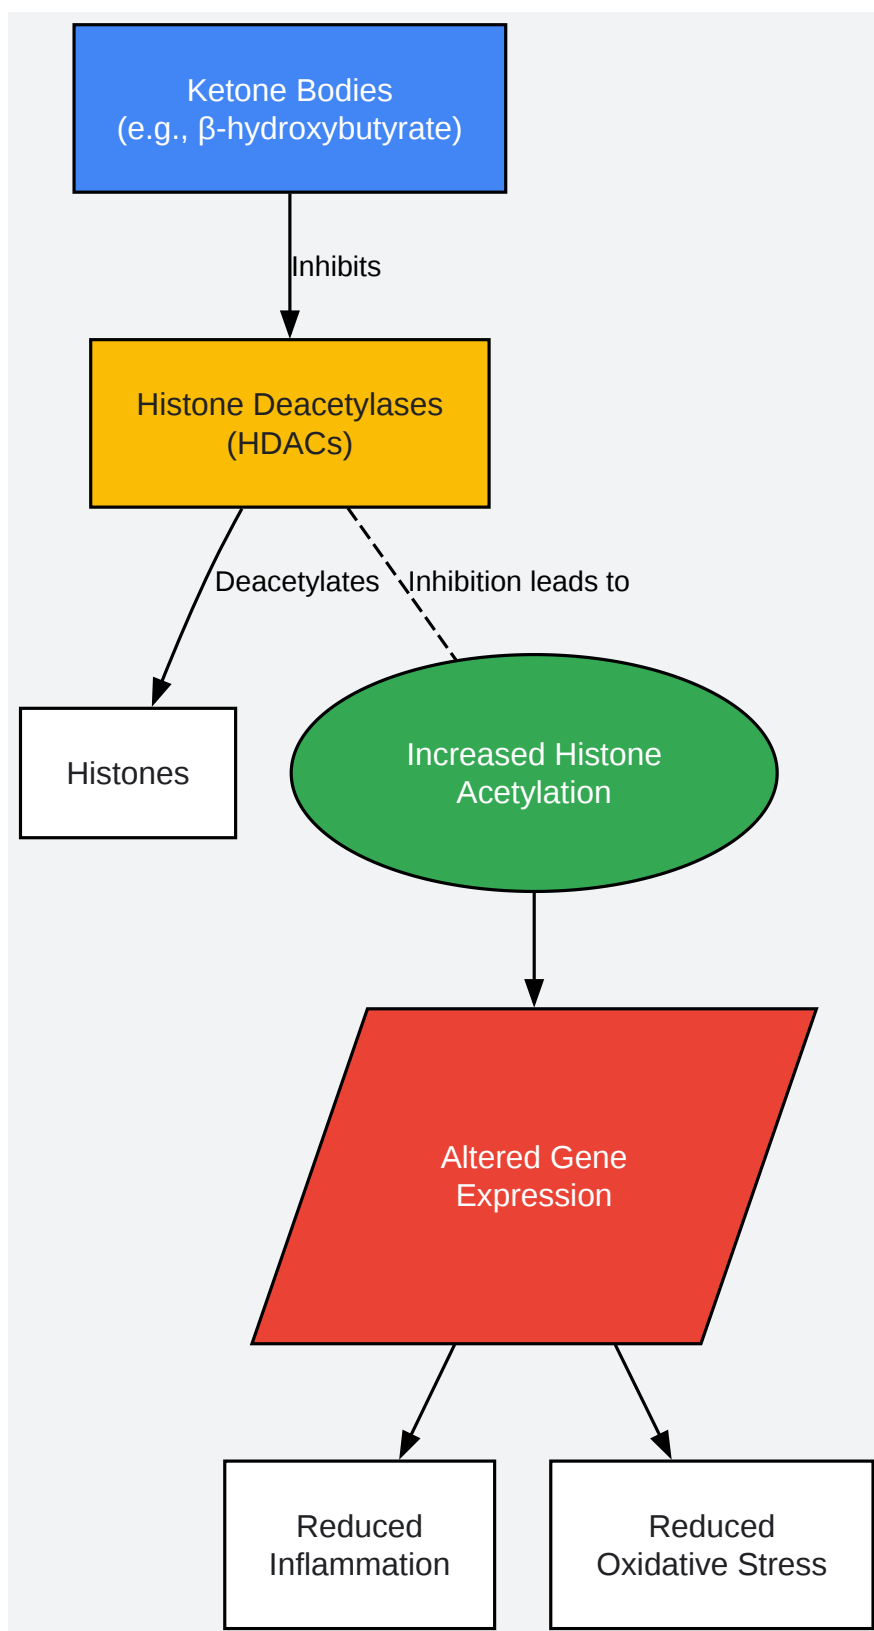 Ketone Bodies
(e.g., β-hydroxybutyrate)
Inhibits
Histone Deacetylases
(HDACs)
Deacetylates
Inhibition leads to
Histones
Increased Histone
Acetylation
Altered Gene
Expression
Reduced
Inflammation
Reduced
Oxidative Stress